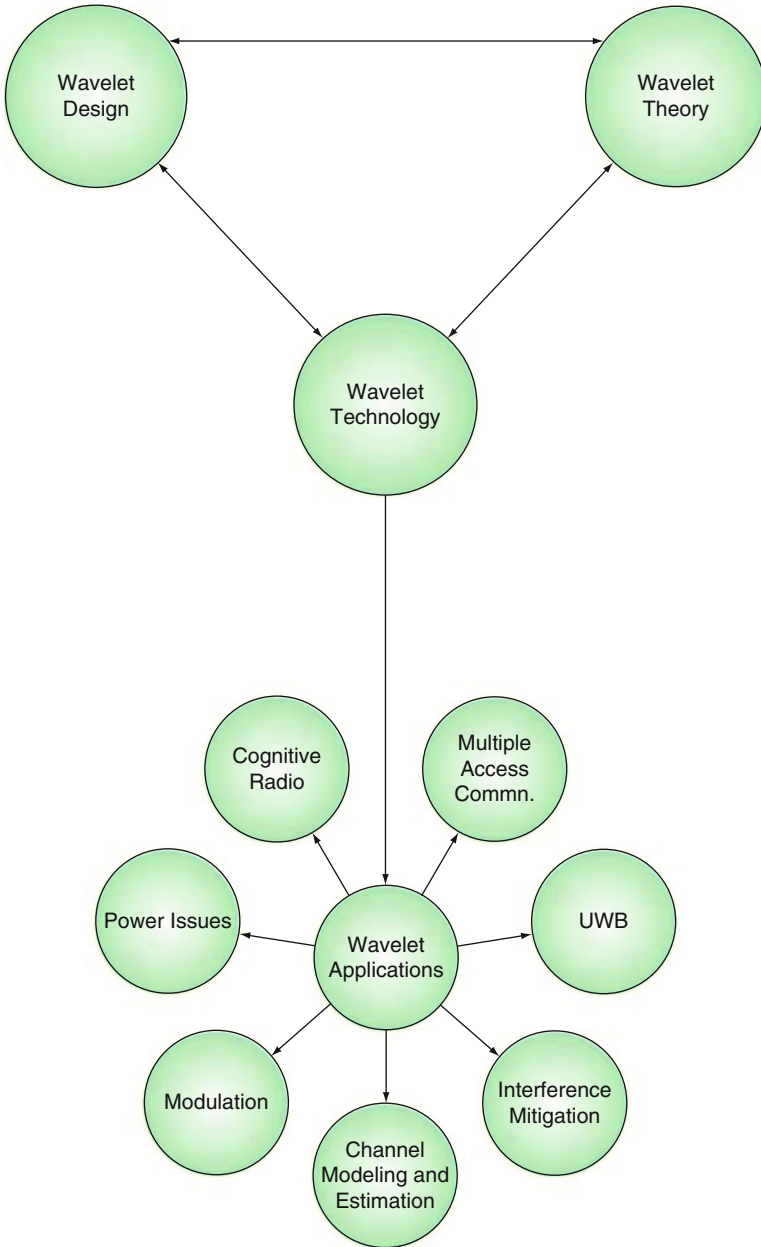 Wavelet
Design
Wavelet
Theory
Wavelet
Technology
Cognitive
Radio
Multiple
Access
Commn.
Power Issues
Wavelet
Applications
UWB
Modulation
Interference
Mitigation
Channel
Modeling and
Estimation